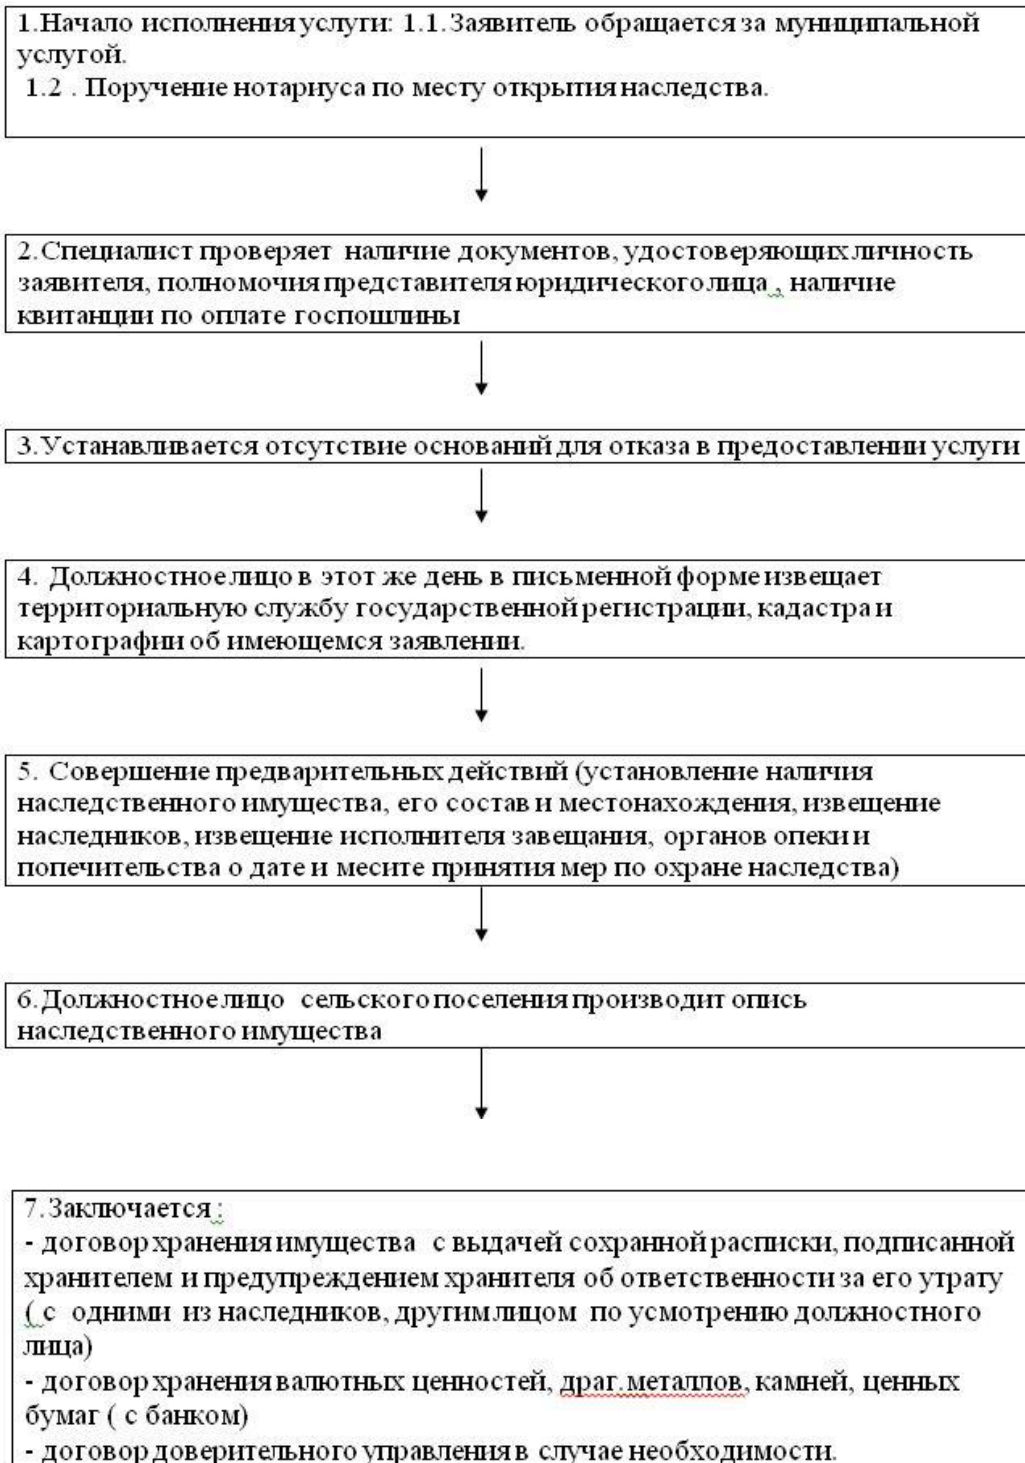 1.Начало исполнения услуги: 1.1.Заявитель обращается за муниципальной
услугой.
1.2 . Поручение нотариуса по месту открытия наследства.
2.Специалист проверяет наличие документов, удостоверяющих личность
заявителя, полномочия представителя юридического лица , наличие
квитанции по оплате госпошлины
3.Устанавливается отсутствие оснований для отказа в предоставлении услуги
4. Должностное лицо в этот же день в письменной форме извещает
территориальную службу государственной регистрации, кадастра и
картографии об имеющемся заявлении.
5. Совершение предварительных действий (установление наличия
наследственного имущества, его состав и местонахождения, извещение
наследников, извещение исполнителя завещания, органов опеки и
попечительства о дате и месите принятия мер по охране наследства)
6.Должностное лицо сельского поселения производит опись
наследственного имущества
7.Заключается :
- договор хранения имущества с выдачей сохранной расписки, подписанной
хранителем и предупреждением хранителя об ответственности за его утрату
( с одними из наследников, другим лицом по усмотрению должностного
лица)
- договор хранения валютных ценностей, драг.металлов, камней, ценных
бумаг ( с банком)
- договор доверительного управления в случае необходимости.